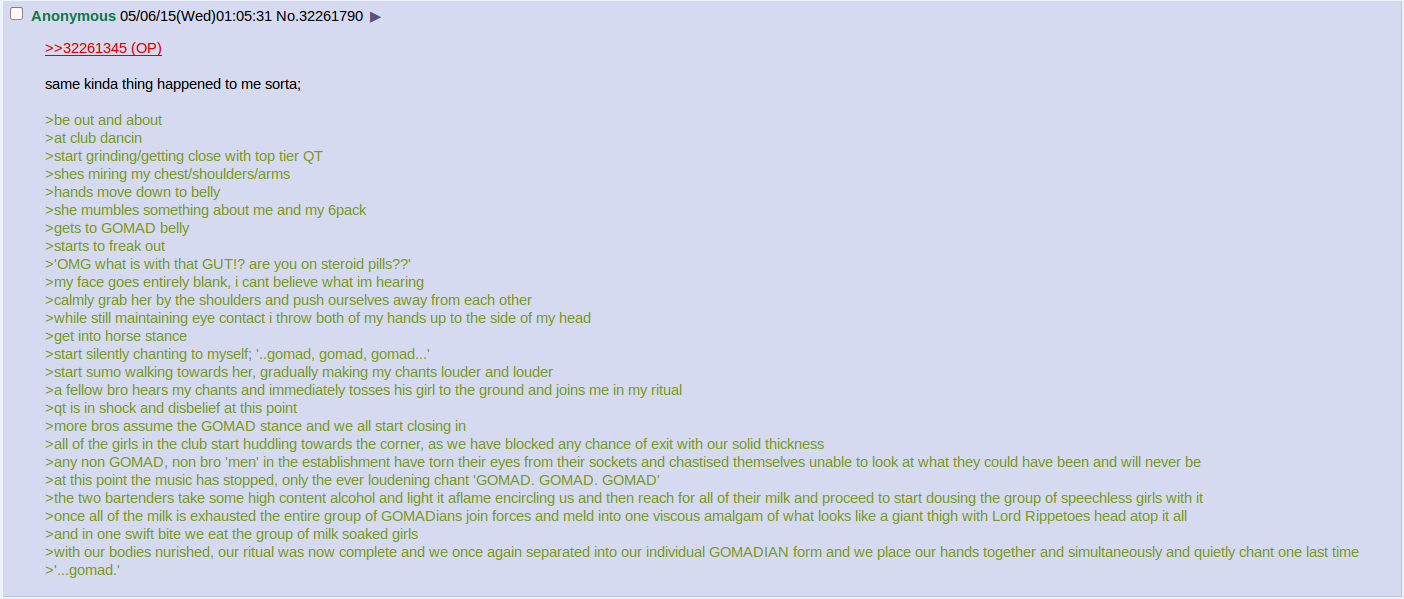 Anonymous 05/06/15(Wed)01:05:31 No.32261790 ▶
>>32261345 (OP)
same kinda thing happened to me sorta;
>be out and about
>at club dancin
>start grinding/getting close with top tier QT
>shes miring my chest/shoulders/arms
>hands move down to belly
>she mumbles something about me and my 6pack
>gets to GOMAD belly
>starts to freak out
>'OMG what is with that GUT!? are you on steroid pills??'
>my face goes entirely blank, i cant believe what im hearing
>calmly grab her by the shoulders and push ourselves away from each other
>while still maintaining eye contact i throw both of my hands up to the side of my head
>get into horse stance
>start silently chanting to myself; '..gomad, gomad, gomad...'
>start sumo walking towards her, gradually making my chants louder and louder
>a fellow bro hears my chants and immediately tosses his girl to the ground and joins me in my ritual
>qt is in shock and disbelief at this point
>more bros assume the GOMAD stance and we all start closing in
>all of the girls in the club start huddling towards the corner, as we have blocked any chance of exit with our solid thickness
>any non GOMAD, non bro 'men' in the establishment have torn their eyes from their sockets and chastised themselves unable to look at what they could have been and will never be
>at this point the music has stopped, only the ever loudening chant 'GOMAD. GOMAD. GOMAD'
>the two bartenders take some high content alcohol and light it aflame encircling us and then reach for all of their milk and proceed to start dousing the group of speechless girls with it
>once all of the milk is exhausted the entire group of GOMADians join forces and meld into one viscous amalgam of what looks like a giant thigh with Lord Rippetoes head atop it all
>and in one swift bite we eat the group of milk soaked girls
>with our bodies nurished, our ritual was now complete and we once again separated into our individual GOMADIAN form and we place our hands together and simultaneously and quietly chant one last time
>'...gomad.'